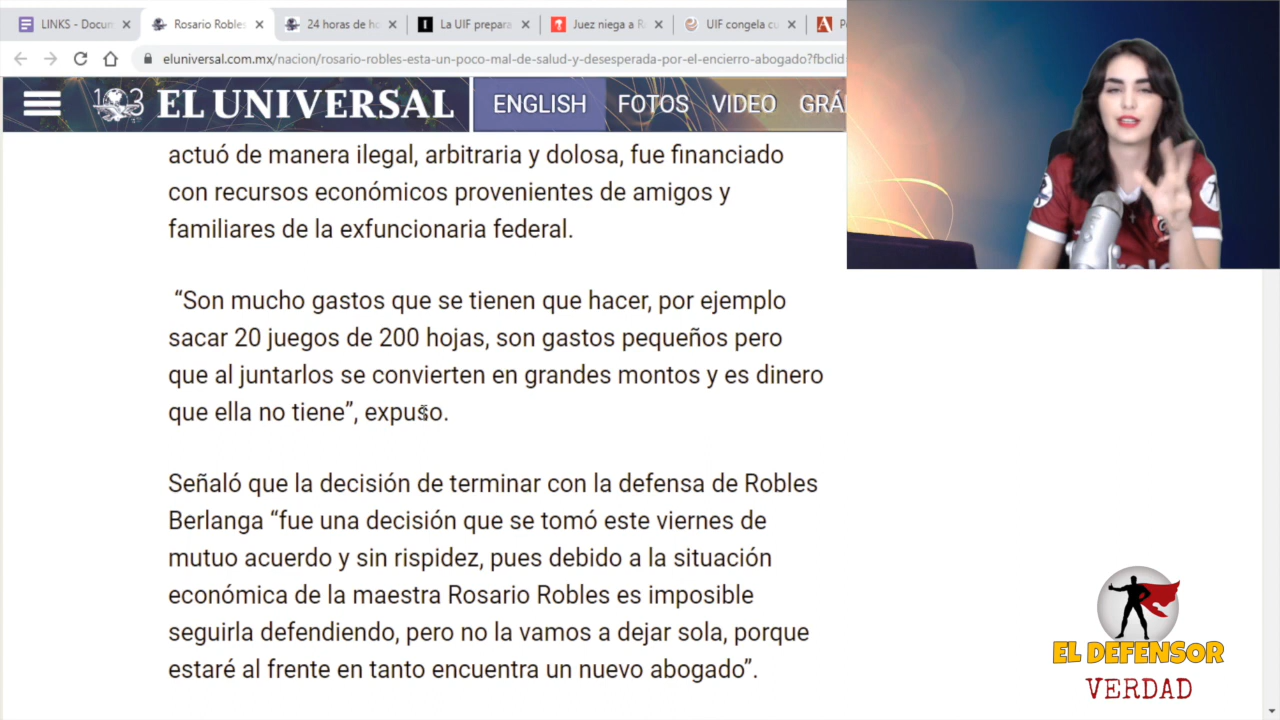 LINKS - Docum
Rosario Robles
24 horas de ho
La UIF prepara
Juez niega a R
UIF congela cu
eluniversal.com.mx/nacion/rosario-robles-esta-un-poco-mal-de-salud-y-desesperada-por-el-encierro-abogado?fbclid
103 EL UNIVERSAL
ENGLISH FOTOS VIDEO GRÁ
actuó de manera ilegal, arbitraria y dolosa, fue financiado
con recursos económicos provenientes de amigos y
familiares de la exfuncionaria federal.
“Son mucho gastos que se tienen que hacer, por ejemplo
sacar 20 juegos de 200 hojas, son gastos pequeños pero
que al juntarlos se convierten en grandes montos y es dinero
que ella no tiene”, expuso.
Señaló que la decisión de terminar con la defensa de Robles
Berlanga “fue una decisión que se tomó este viernes de
mutuo acuerdo y sin rispidez, pues debido a la situación
económica de la maestra Rosario Robles es imposible
seguirla defendiendo, pero no la vamos a dejar sola, porque
estaré al frente en tanto encuentra un nuevo abogado”.
EL DEFENSOR
VERDAD